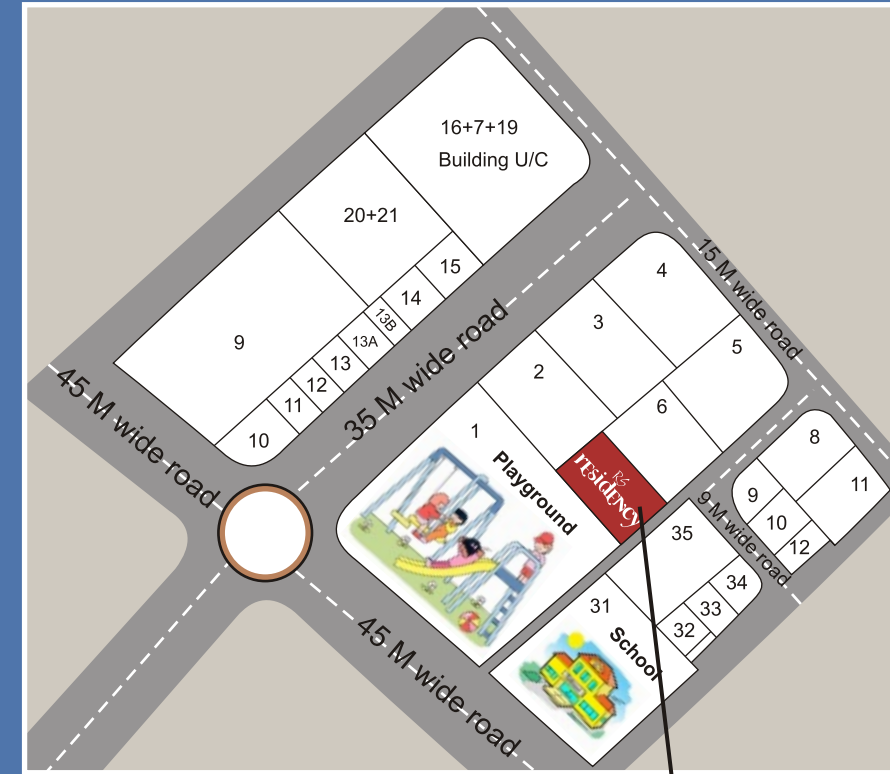 16+7+19
Building U/C
20+21
15
14
13B
13A
13
12
11
10
9
45 M wide road
35 M wide road
15 M wide road
4
3
5
2
6
1
Playground
RS
RESIDENCY
8
11
9
10
12
9 M wide road
35
34
33
32
31
School
45 M wide road